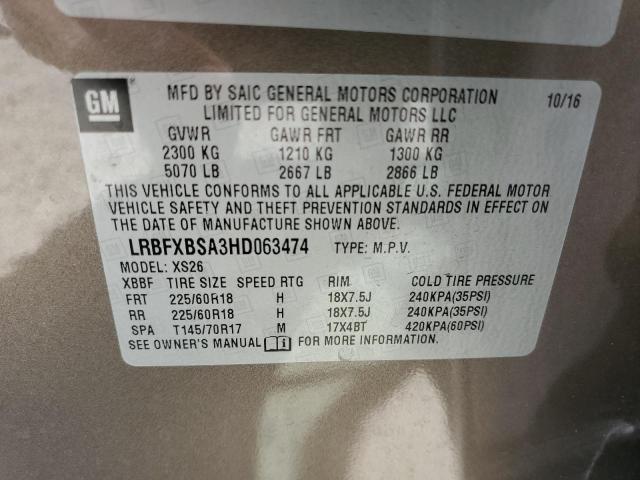 GM
MFD BY SAIC GENERAL MOTORS CORPORATION 10/16
LIMITED FOR GENERAL MOTORS LLC
GVWR GAWR FRT GAWR RR
2300 KG 1210 KG 1300 KG
5070 LB 2667 LB 2866 LB
THIS VEHICLE CONFORMS TO ALL APPLICABLE U.S. FEDERAL MOTOR
VEHICLE SAFETY AND THEFT PREVENTION STANDARDS IN EFFECT ON
THE DATE OF MANUFACTURE SHOWN ABOVE.
LRBFXBSA3HD063474 TYPE: M.P.V.
MODEL: XS26
XBBF TIRE SIZE SPEED RTG RIM COLD TIRE PRESSURE
FRT 225/60R18 H 18X7.5J 240KPA(35PSI)
RR 225/60R18 H 18X7.5J 240KPA(35PSI)
SPA T145/70R17 M 17X4BT 420KPA(60PSI)
SEE OWNER'S MANUAL i FOR MORE INFORMATION.